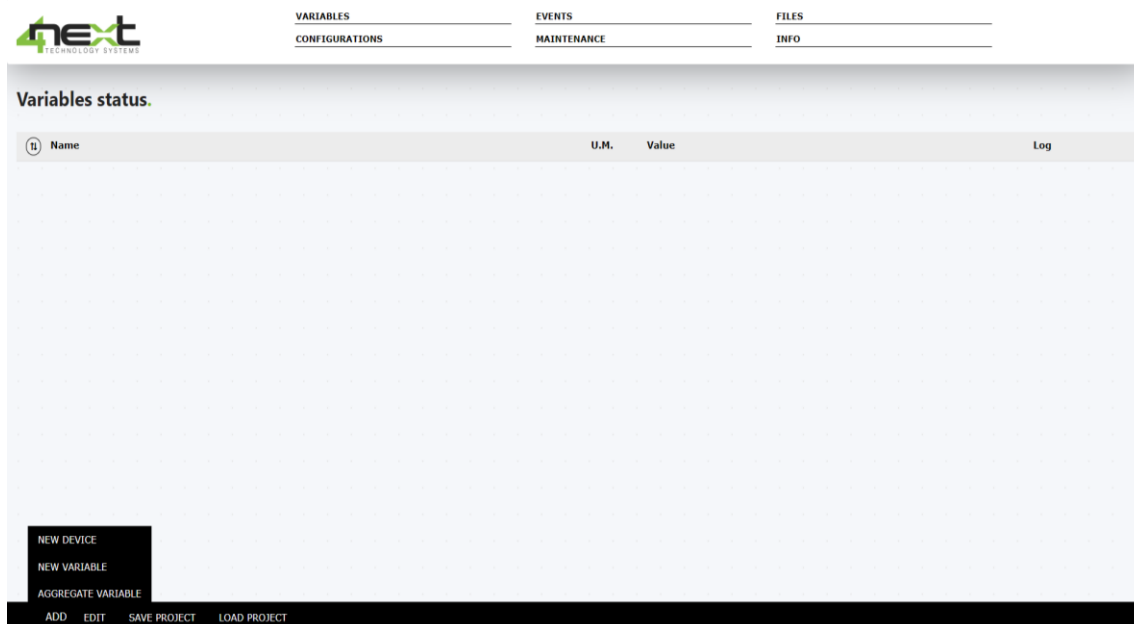 4next
TECHNOLOGY SYSTEMS
VARIABLES EVENTS FILES
CONFIGURATIONS MAINTENANCE INFO
Variables status.
Name U.M. Value Log
NEW DEVICE
NEW VARIABLE
AGGREGATE VARIABLE
ADD EDIT SAVE PROJECT LOAD PROJECT